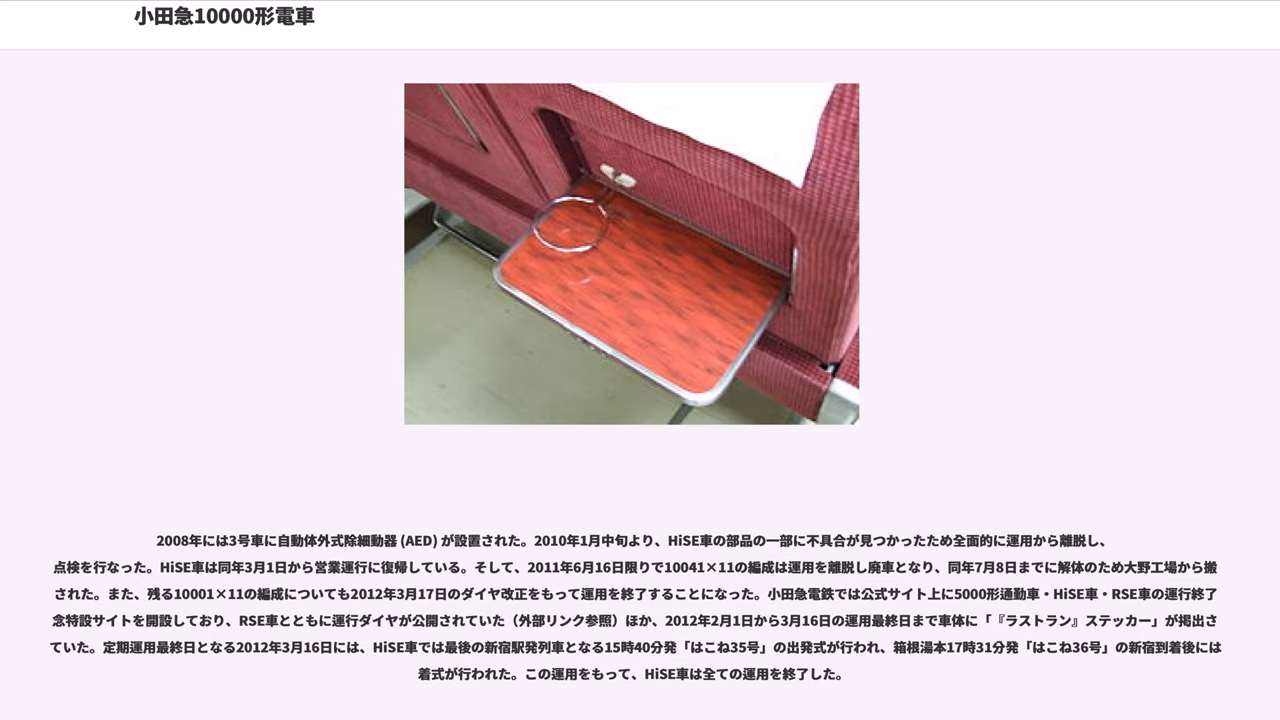 小田急10000形電車
2008年には3号車に自動体外式除細動器 (AED) が設置された。2010年1月中旬より、HiSE車の部品の一部に不具合が見つかったため全面的に運用から離脱し、
点検を行なった。HiSE車は同年3月1日から営業運行に復帰している。そして、2011年6月16日限りで10041×11の編成は運用を離脱し廃車となり、同年7月8日までに解体のため大野工場から搬
された。また、残る10001×11の編成についても2012年3月17日のダイヤ改正をもって運用を終了することになった。小田急電鉄では公式サイト上に5000形通勤車・HiSE車・RSE車の運行終了
念特設サイトを開設しており、RSE車とともに運行ダイヤが公開されていた（外部リンク参照）ほか、2012年2月1日から3月16日の運用最終日まで車体に「『ラストラン』ステッカー」が掲出さ
ていた。定期運用最終日となる2012年3月16日には、HiSE車では最後の新宿駅発列車となる15時40分発「はこね35号」の出発式が行われ、箱根湯本17時31分発「はこね36号」の新宿到着後には
着式が行われた。この運用をもって、HiSE車は全ての運用を終了した。